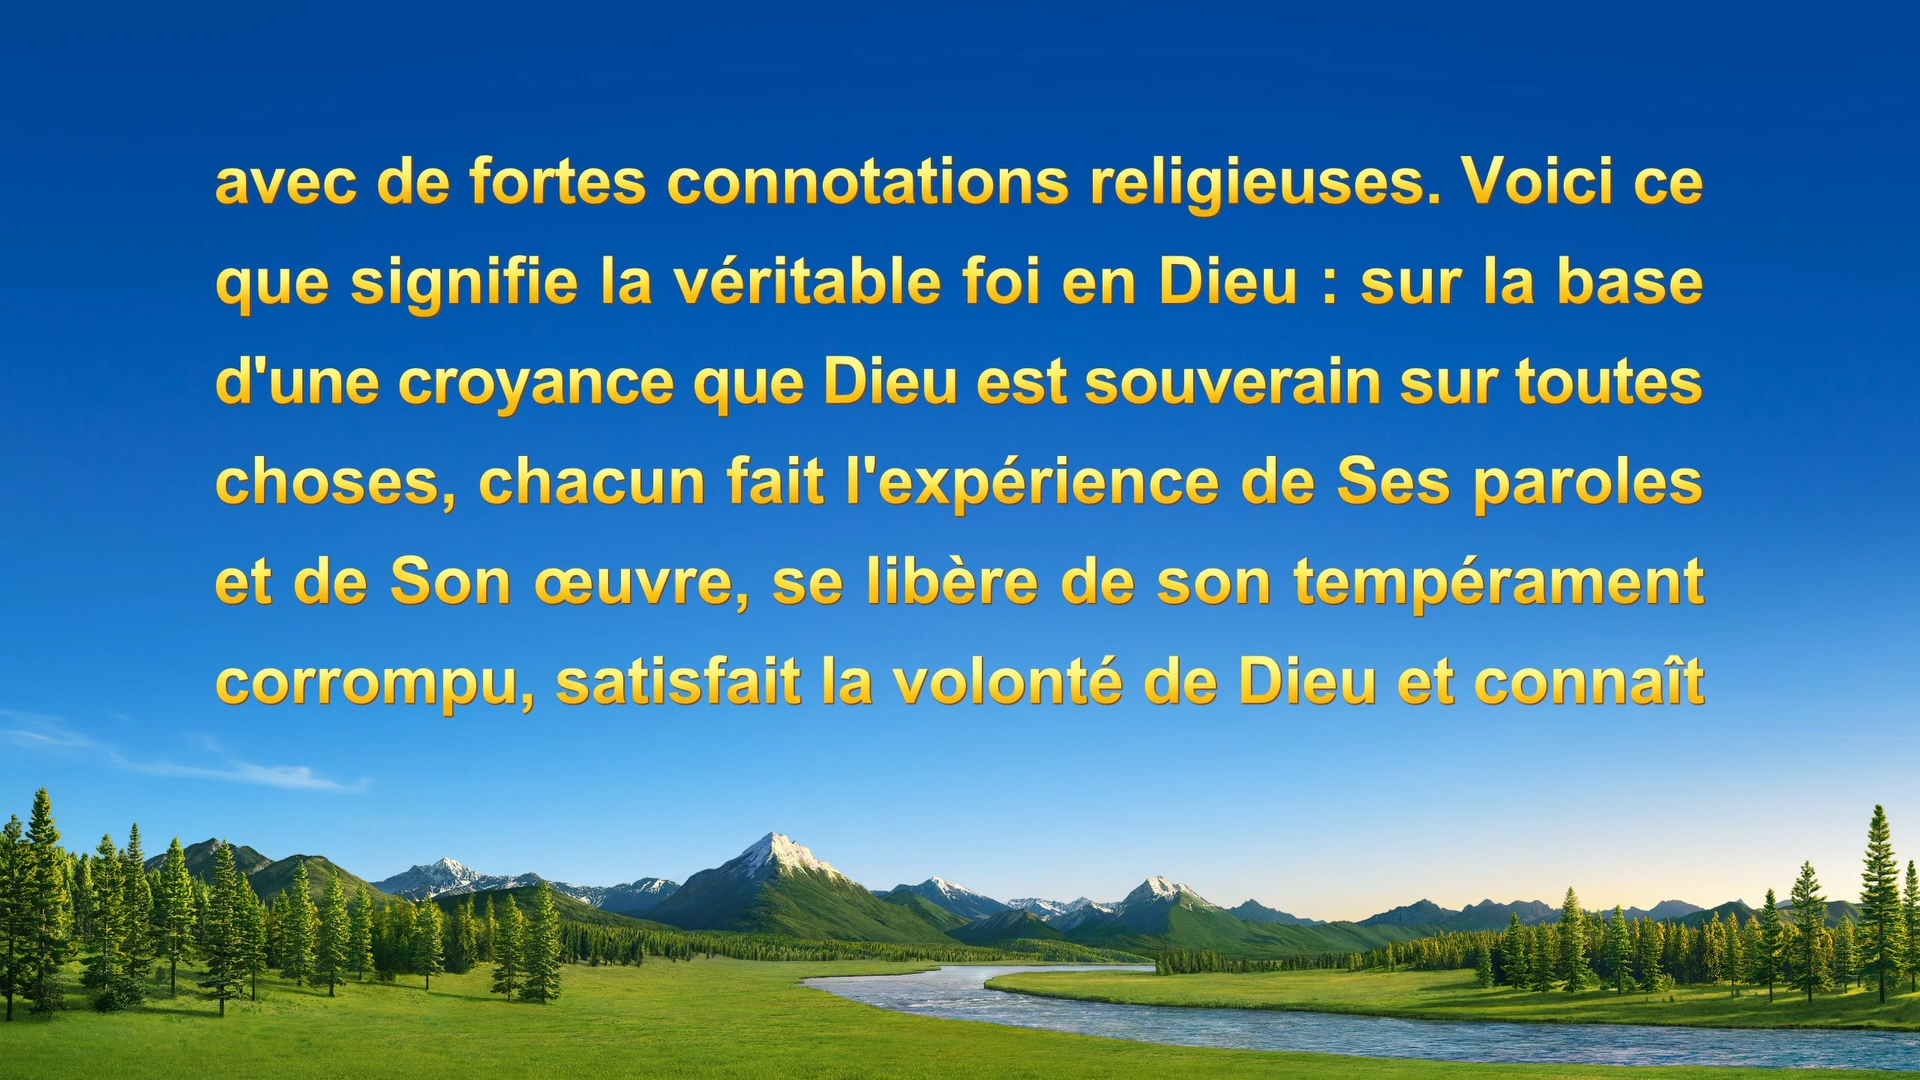 avec de fortes connotations religieuses. Voici ce
que signifie la véritable foi en Dieu : sur la base
d'une croyance que Dieu est souverain sur toutes
choses, chacun fait l'expérience de Ses paroles
et de Son œuvre, se libère de son tempérament
corrompu, satisfait la volonté de Dieu et connaît